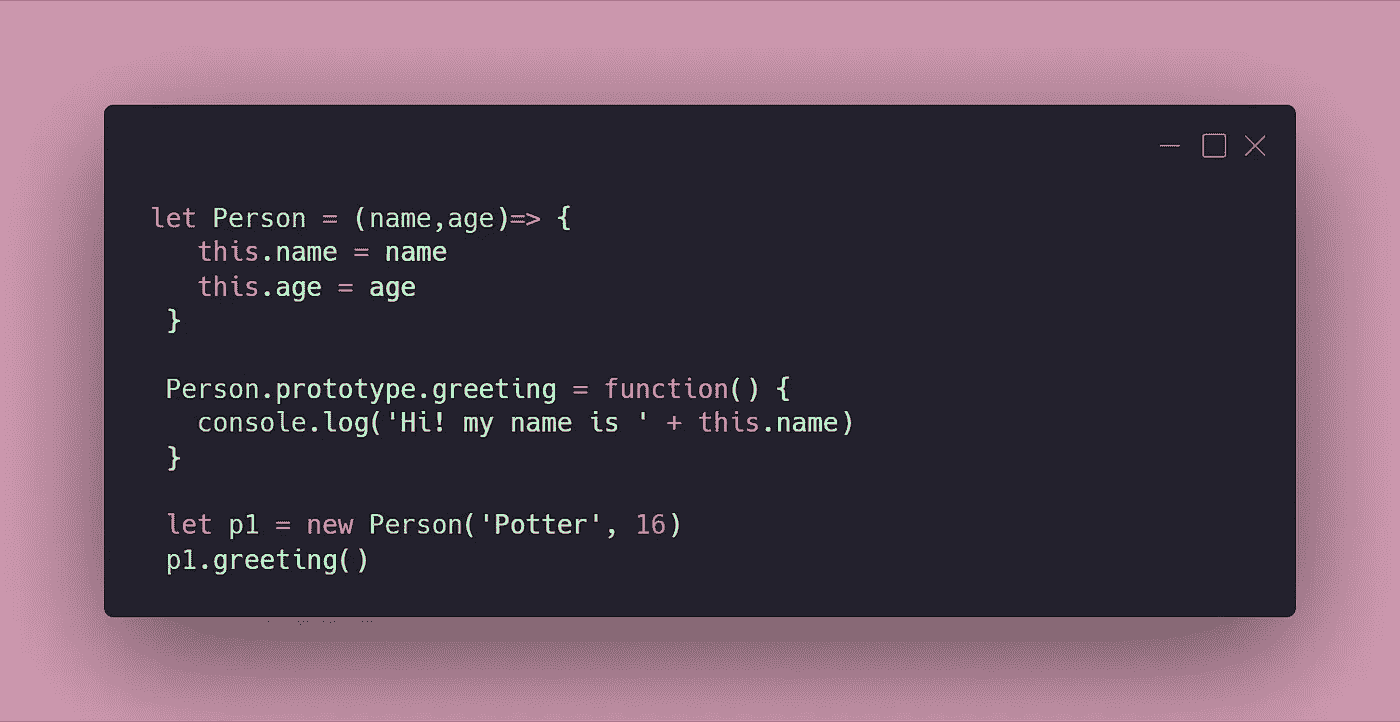 let Person = (name,age)=> {
this.name = name
this.age = age
}
Person.prototype.greeting = function() {
console.log('Hi! my name is ' + this.name)
}
let p1 = new Person('Potter', 16)
p1.greeting()